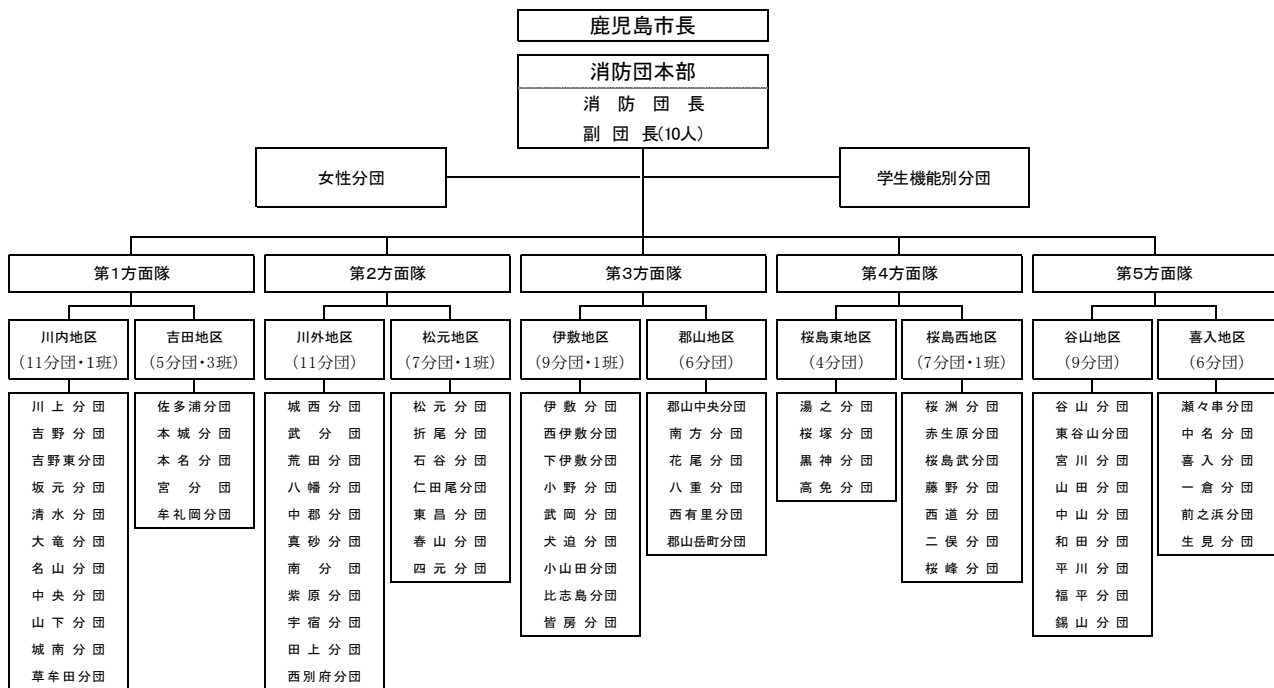 鹿児島市長
消防団本部
消防団長
副団長(10人)
女性分団
学生機能別分団
第1方面隊
第2方面隊
第3方面隊
第4方面隊
第5方面隊
川内地区
(11分団・1班)
吉田地区
(5分団・3班)
川外地区
(11分団)
松元地区
(7分団・1班)
伊敷地区
(9分団・1班)
郡山地区
(6分団)
桜島東地区
(4分団)
桜島西地区
(7分団・1班)
谷山地区
(9分団)
喜入地区
(6分団)
川上分団
吉野分団
吉野東分団
坂元分団
清水分団
大竜分団
名山分団
中央分団
山下分団
城南分団
草牟田分団
佐多浦分団
本城分団
本名分団
宮分団
牟礼岡分団
城西分団
武分団
荒田分団
八幡分団
中郡分団
真砂分団
南分団
紫原分団
宇宿分団
田上分団
西別府分団
松元分団
折尾分団
石谷分団
仁田尾分団
東昌分団
春山分団
四元分団
伊敷分団
西伊敷分団
下伊敷分団
小野分団
武岡分団
犬迫分団
小山田分団
比志島分団
皆房分団
郡山中央分団
南方分団
花尾分団
八重分団
西有里分団
郡山岳町分団
湯之分団
桜塚分団
黒神分団
高免分団
桜洲分団
赤生原分団
桜島武分団
藤野分団
西道分団
二俣分団
桜峰分団
谷山分団
東谷山分団
宮川分団
山田分団
中山分団
和田分団
平川分団
福平分団
錫山分団
瀬々串分団
中名分団
喜入分団
一倉分団
前之浜分団
生見分団